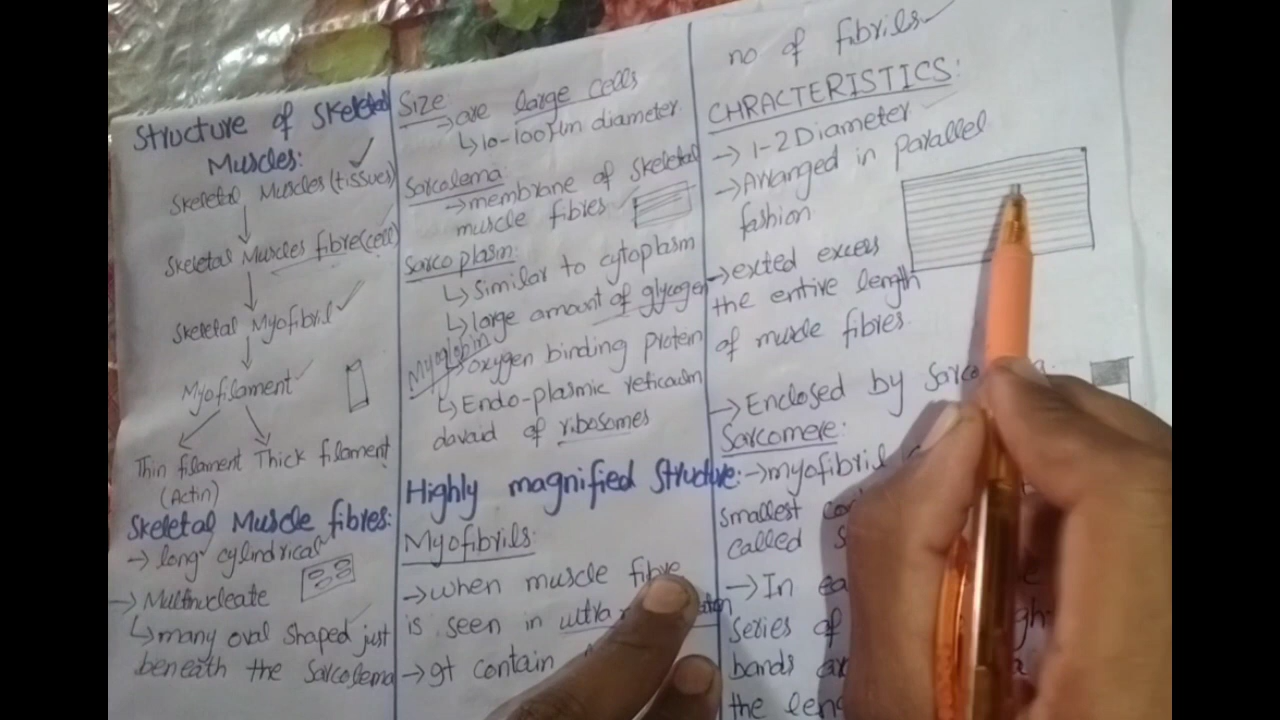 Structure of Skeletal
Muscles:
Skeletal Muscles (tissues)
Skeletal Muscles fibre(cell)
Skeletal Myofibril
Myofilament
Thin filament Thick filament
(Actin)
Skeletal Muscle fibres:
→ long cylindrical
→ Multnucleate
↳ many oval shaped just
beneath the Sarcolema
Size:
→ are large cells
↳ 10-100 μm diameter.
Sarcolema:
→ membrane of skeletal
muscle fibres
Sarcoplasm:
↳ Similar to cytoplasm
↳ large amount of glycogen
Myoglobin
↳ oxygen binding protein
↳ Endo-plasmic reticulm
davoid of ribosomes
Highly magnified Structure:
Myofibrils:
→ when muscle fibre
is seen in ultra
→ gt contain
no of fibrils
CHRACTERISTICS:
→ 1-2 Diameter
→ Arranged in parallel
fashion
→ exted excess
the entire length
of muscle fibres.
→ Enclosed by
Sarcomere:
→ myofibril
smallest
called
→ In
series of
bands
the